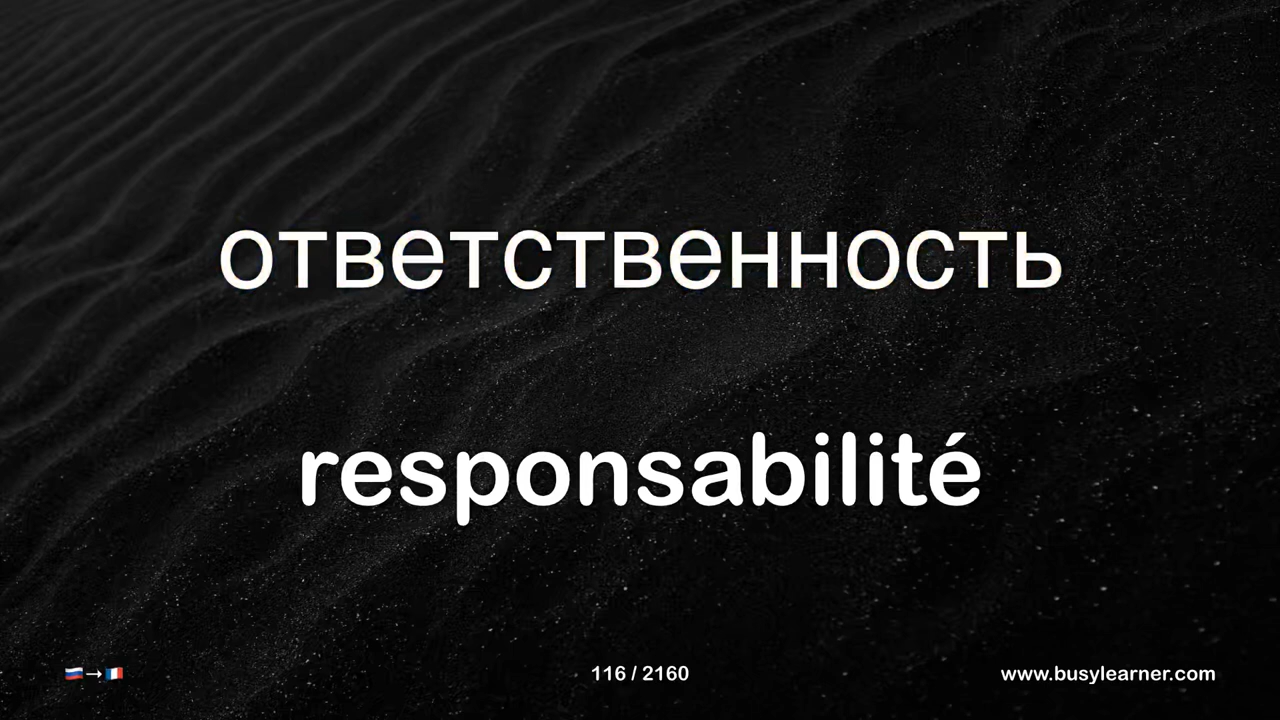 ответственность
responsabilité
🇷🇺→🇫🇷
116 / 2160
www.busylearner.com